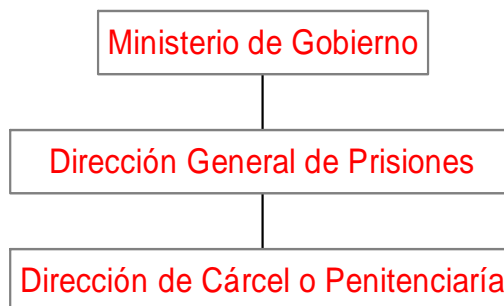 Ministerio de Gobierno
Dirección General de Prisiones
Dirección de Cárcel o Penitenciaría